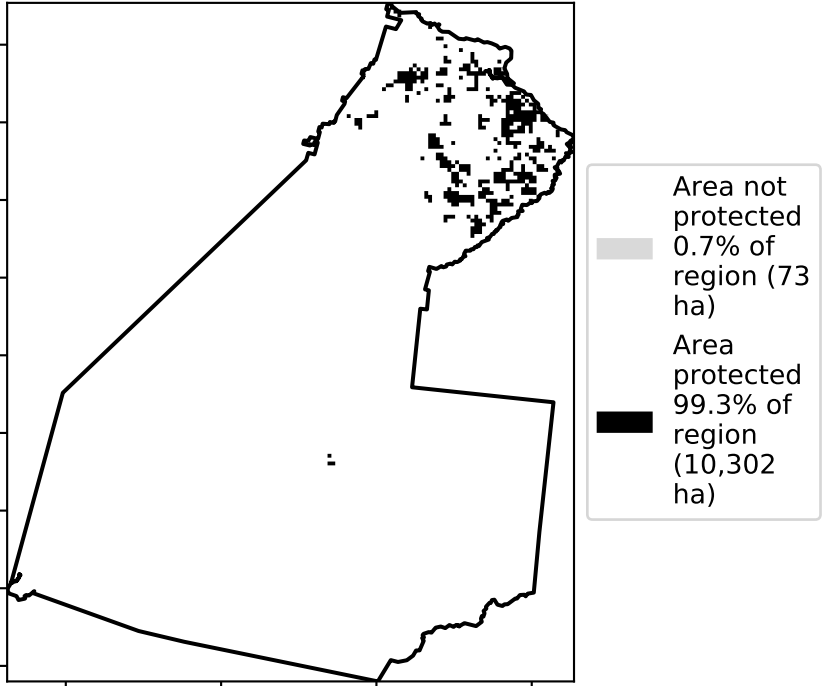 Area not
protected
0.7% of
region (73
ha)
Area
protected
99.3% of
region
(10,302
ha)